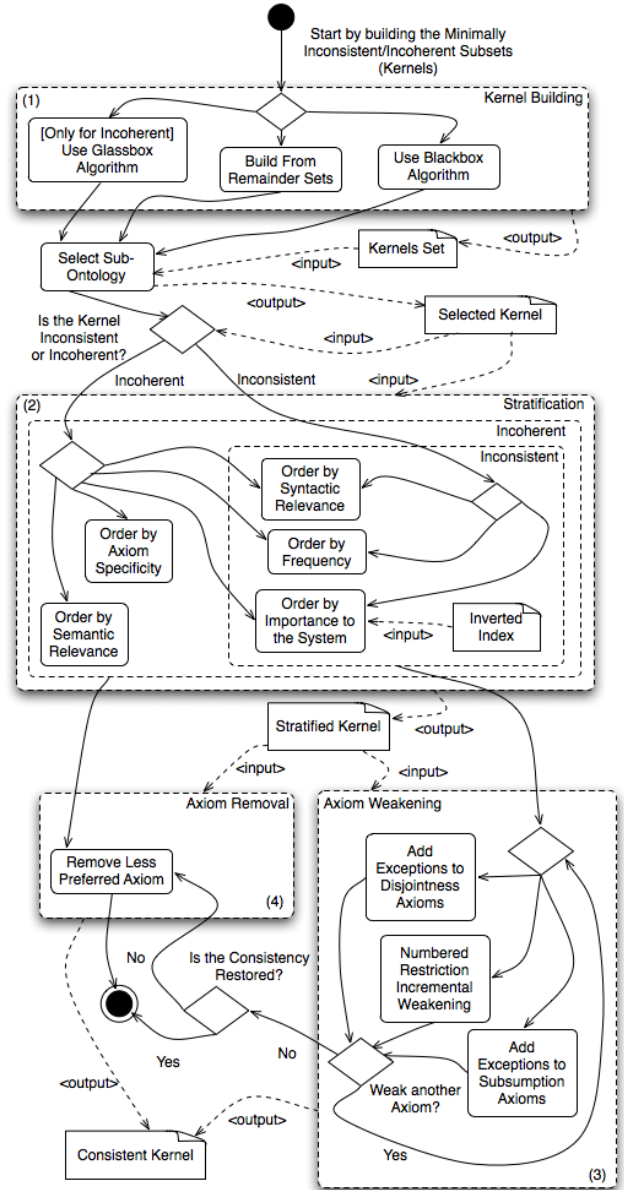 Start by building the Minimally
Inconsistent/Incoherent Subsets
(Kernels)
(1)
Kernel Building
[Only for Incoherent]
Use Glassbox
Algorithm
Build From
Remainder Sets
Use Blackbox
Algorithm
<output>
Kernels Set
<input>
Select Sub-
Ontology
<output>
Selected Kernel
<input>
Is the Kernel
Inconsistent
or Incoherent?
Incoherent
Inconsistent
<input>
(2)
Stratification
Incoherent
Inconsistent
Order by
Syntactic
Relevance
Order by
Axiom
Specificity
Order by
Frequency
Order by
Semantic
Relevance
Order by
Importance to
the System
<input>
Inverted
Index
Stratified Kernel
<output>
<input>
<input>
Axiom Removal
Axiom Weakening
Remove Less
Preferred Axiom
(4)
Add
Exceptions to
Disjointness
Axioms
No
Is the Consistency
Restored?
Numbered
Restriction
Incremental
Weakening
Yes
No
Add
Exceptions to
Subsumption
Axioms
Weak another
Axiom?
<output>
<output>
Yes
Consistent Kernel
(3)